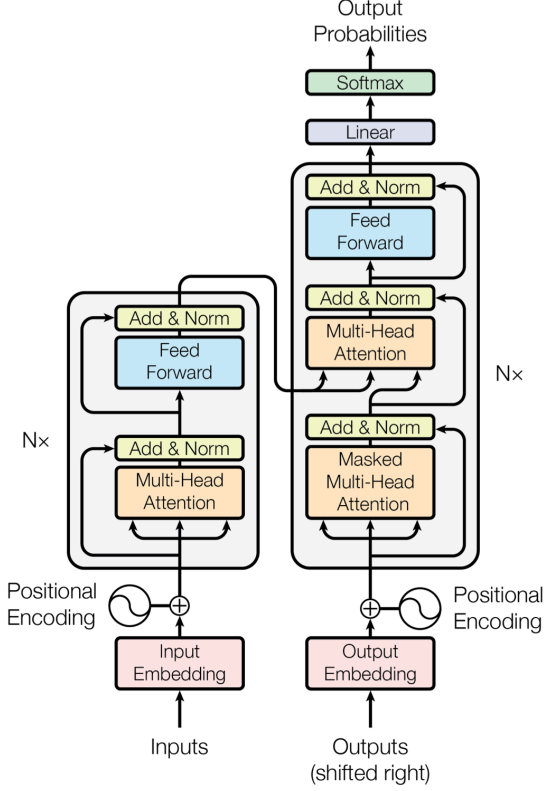 Output
Probabilities
Softmax
Linear
Add & Norm
Feed
Forward
Add & Norm
Multi-Head
Attention
Add & Norm
Masked
Multi-Head
Attention
N×
Add & Norm
Feed
Forward
Add & Norm
Multi-Head
Attention
N×
Positional
Encoding
Positional
Encoding
Input
Embedding
Output
Embedding
Inputs
Outputs
(shifted right)